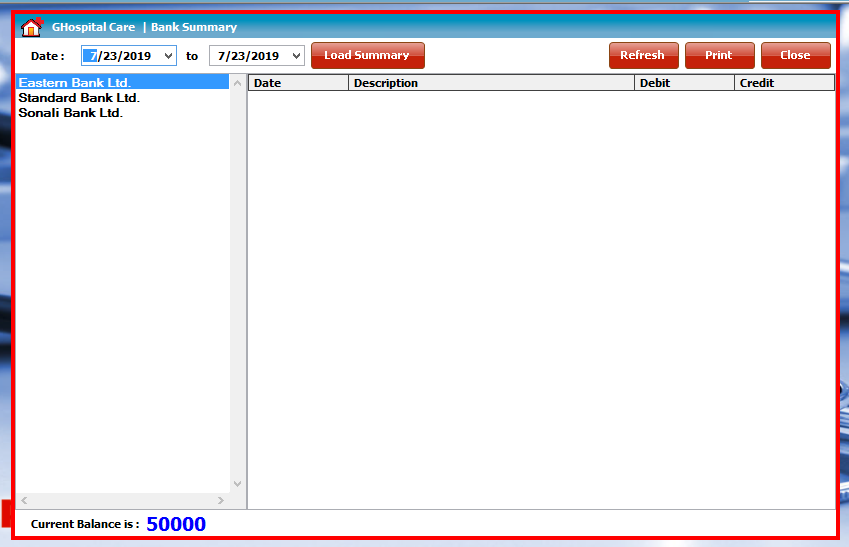 GHospital Care | Bank Summary
Date : 7/23/2019 to 7/23/2019 Load Summary Refresh Print Close
Eastern Bank Ltd.
Standard Bank Ltd.
Sonali Bank Ltd.
Date Description Debit Credit
Current Balance is : 50000